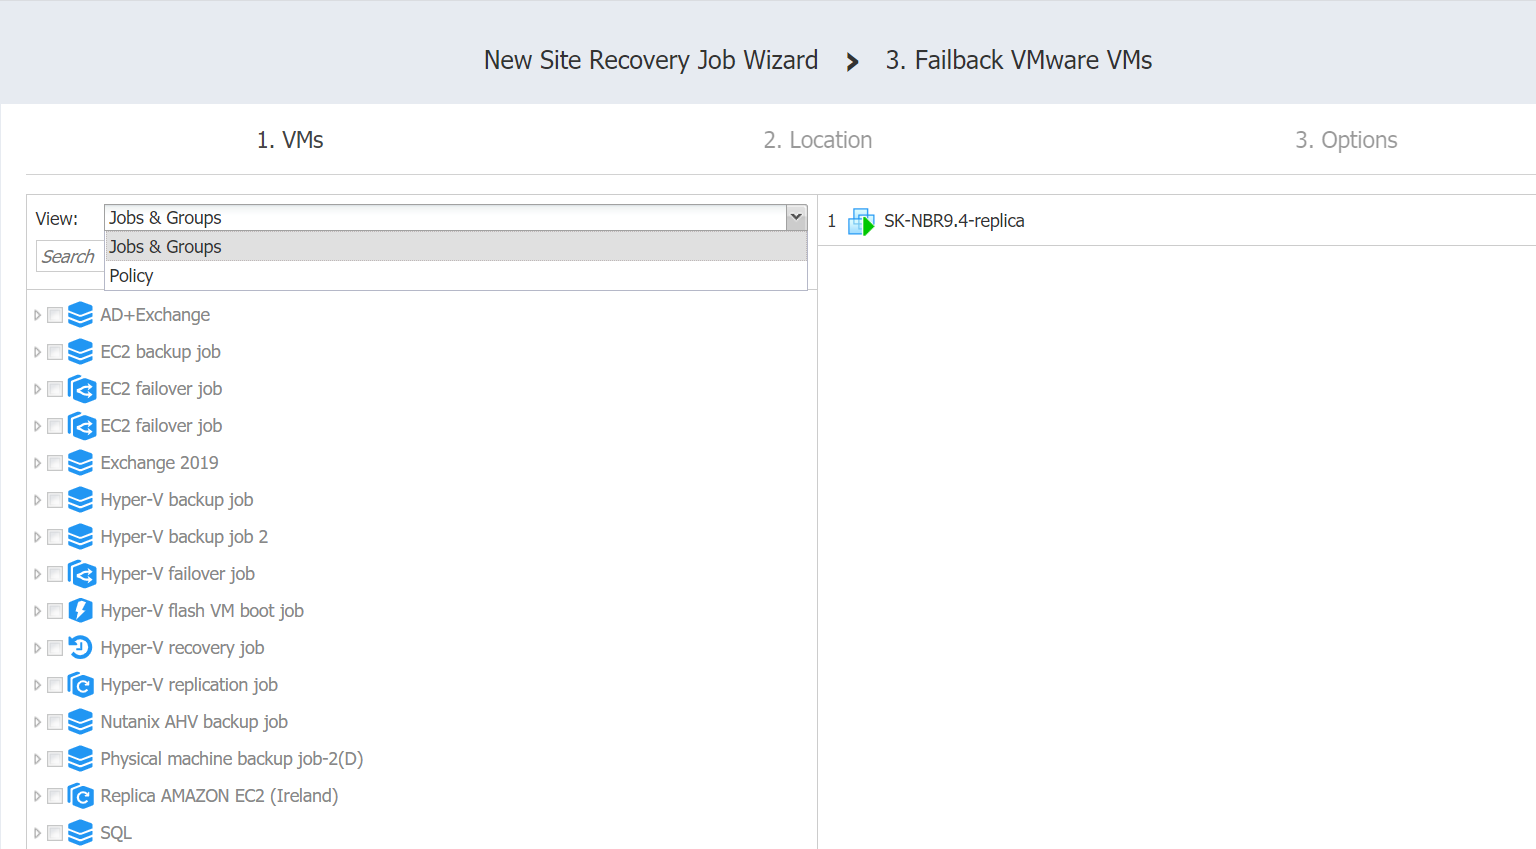 New Site Recovery Job Wizard > 3. Failback VMware VMs
1. VMs
2. Location
3. Options
View:
Jobs & Groups
Jobs & Groups
Policy
Search
AD+Exchange
EC2 backup job
EC2 failover job
EC2 failover job
Exchange 2019
Hyper-V backup job
Hyper-V backup job 2
Hyper-V failover job
Hyper-V flash VM boot job
Hyper-V recovery job
Hyper-V replication job
Nutanix AHV backup job
Physical machine backup job-2(D)
Replica AMAZON EC2 (Ireland)
SQL
1 SK-NBR9.4-replica